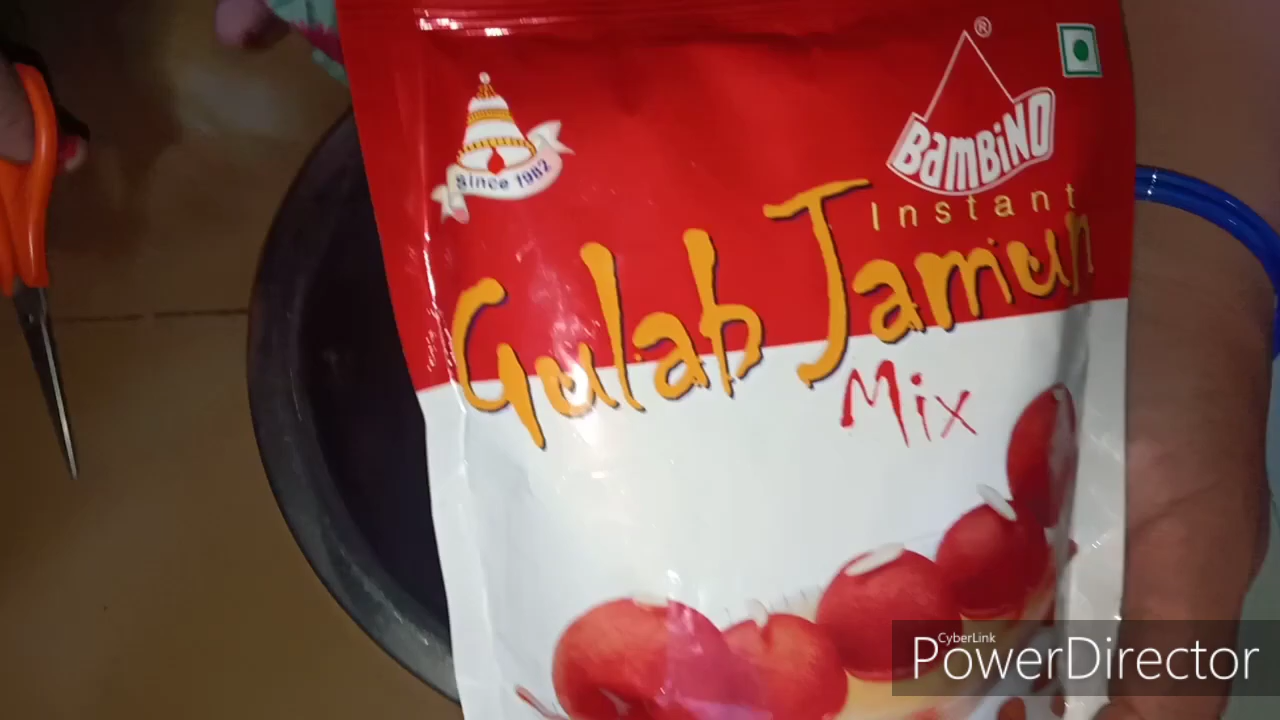 BAMBINO
®
Since 1982
Instant
Gulab Jamun
Mix
CyberLink
PowerDirector